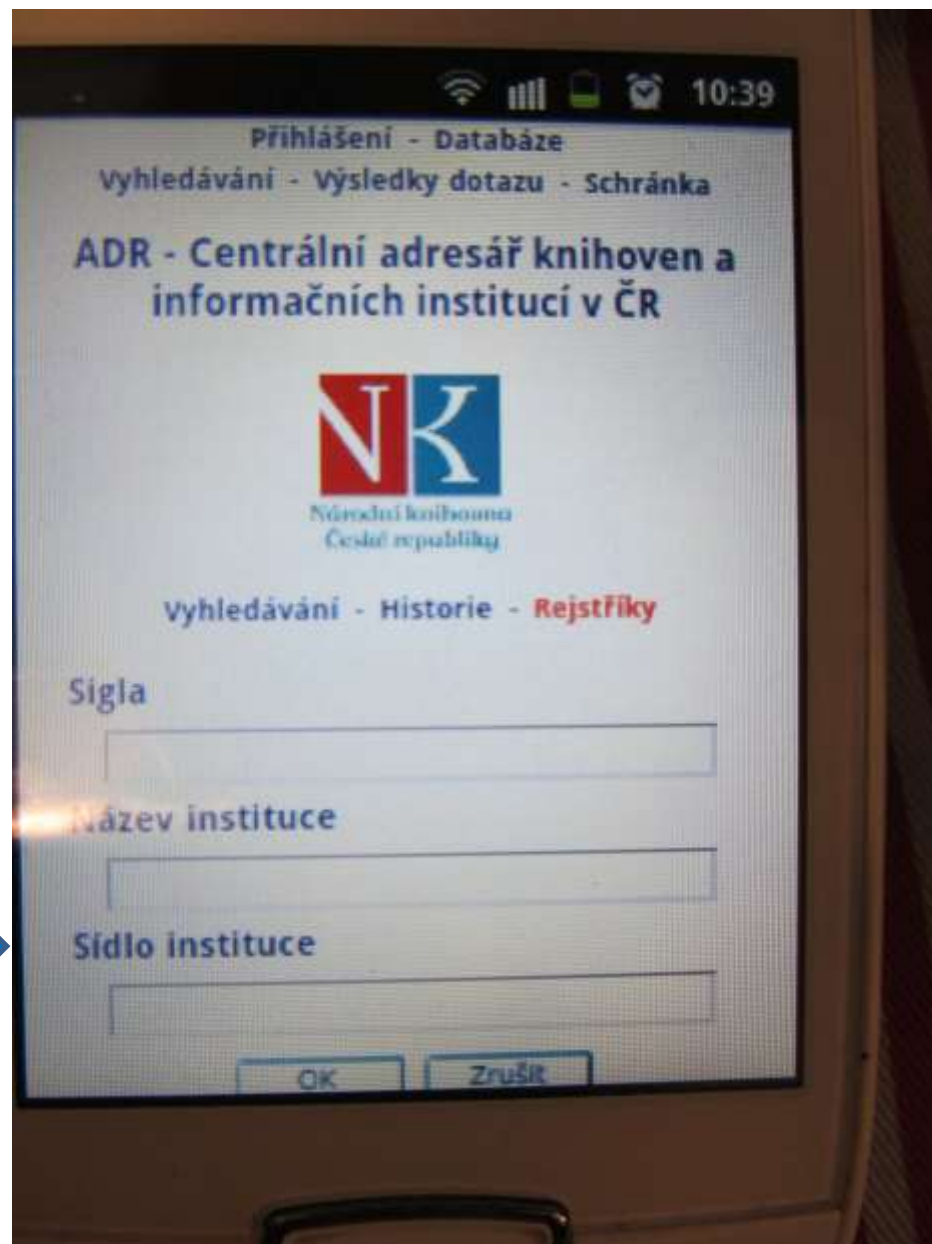 10:39
Přihlášení - Databáze
Vyhledávání - Výsledky dotazu - Schránka
ADR - Centrální adresář knihoven a
informačních institucí v ČR
NK
Národní knihovna
České republiky
Vyhledávání - Historie - Rejstříky
Sigla
Název instituce
Sídlo instituce
OK Zrušit